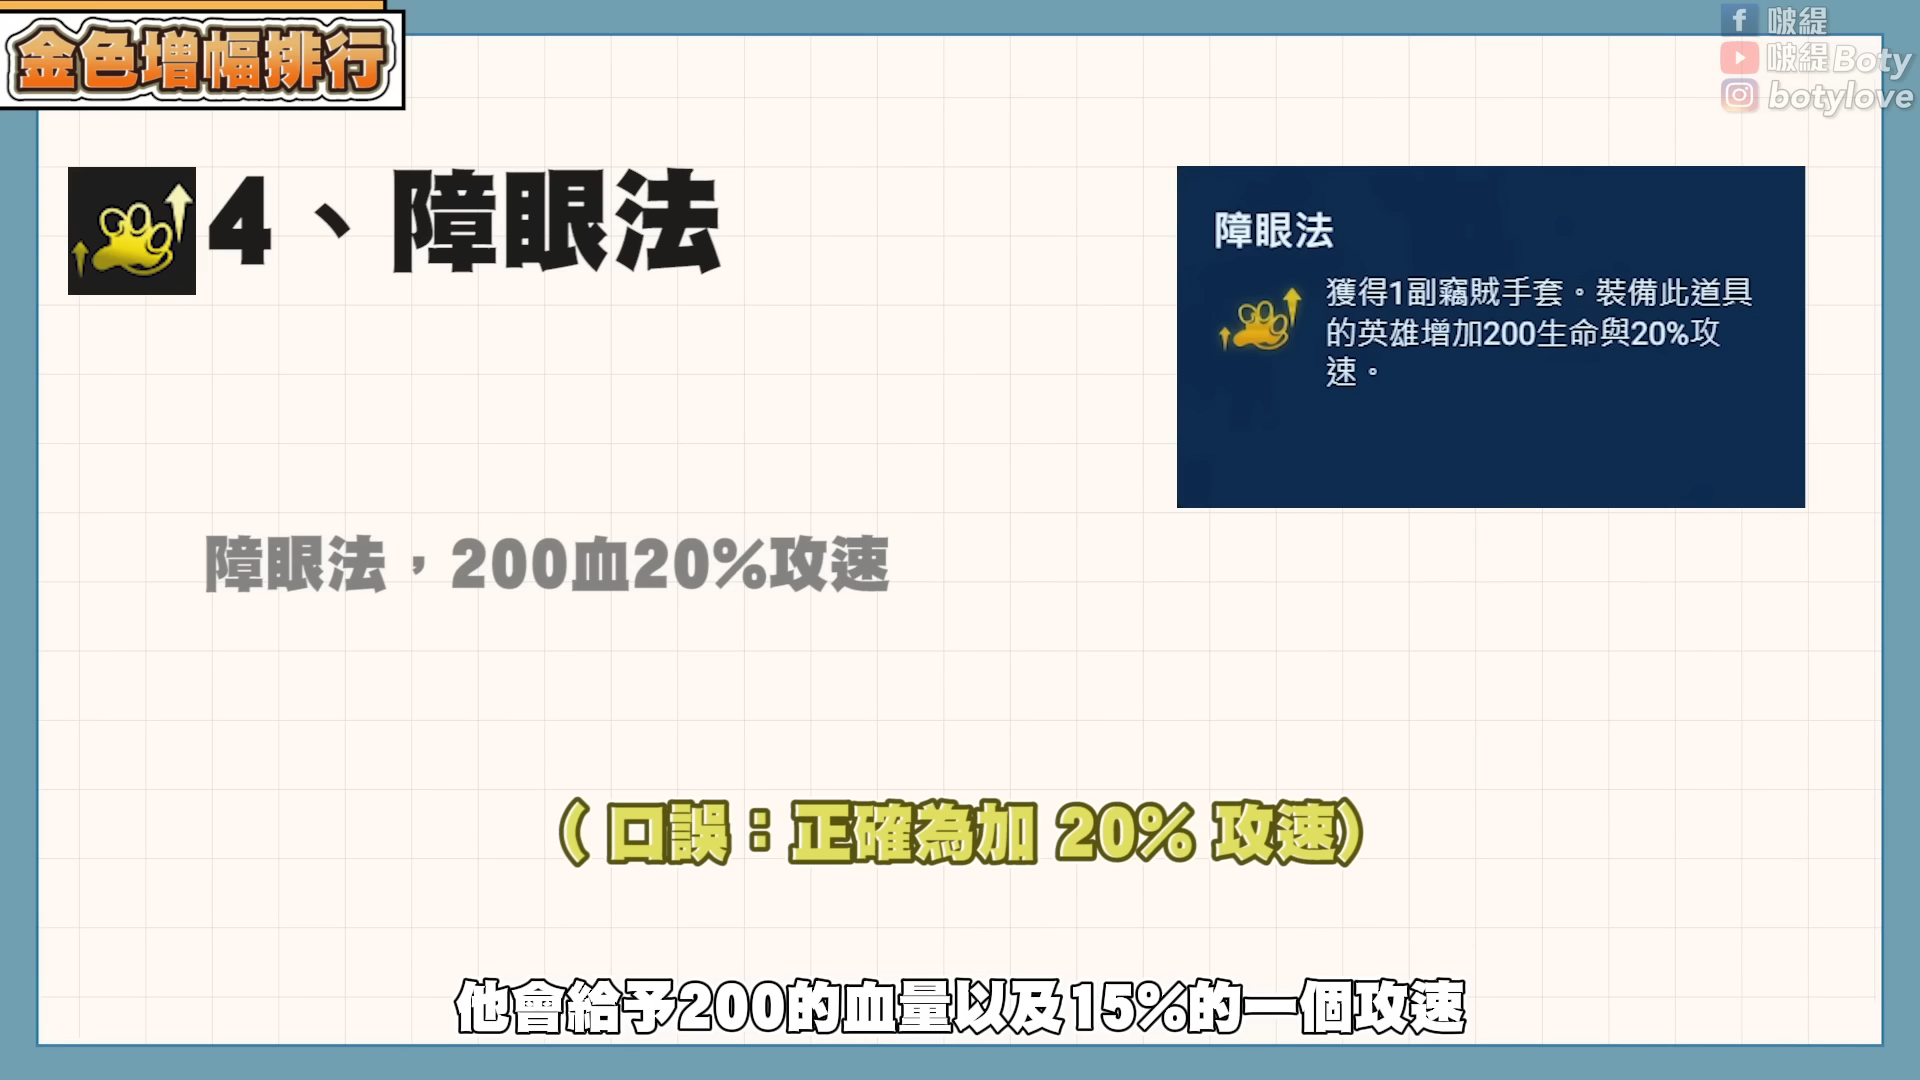 金色增幅排行
啵緹
啵緹Boty
botylove
4、障眼法
障眼法
獲得1副竊賊手套。裝備此道具
的英雄增加200生命與20%攻
速。
障眼法，200血20%攻速
( 口誤：正確為加 20% 攻速)
他會給予200的血量以及15%的一個攻速